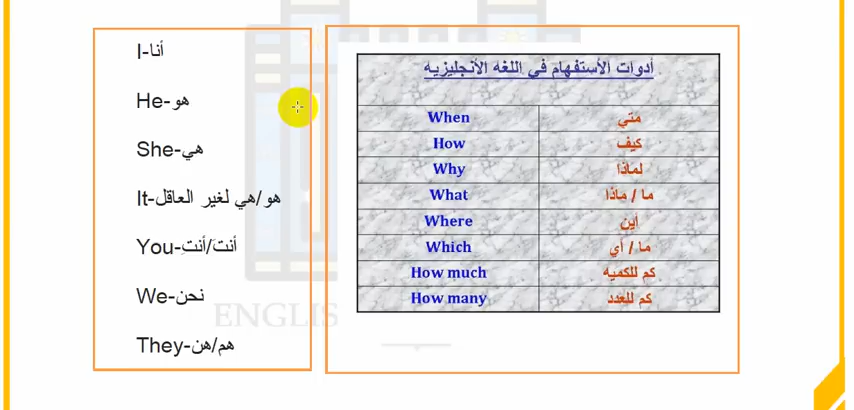 I-أنا
He-هو
She-هي
It-هو/هي لغير العاقل
You-أنتَ/أنتِ
We-نحن
They-هم/هن
أدوات الأستفهام في اللغه الأنجليزيه
When متي
How كيف
Why لماذا
What ما / ماذا
Where أين
Which ما / أي
How much كم للكميه
How many كم للعدد
ENGLIS